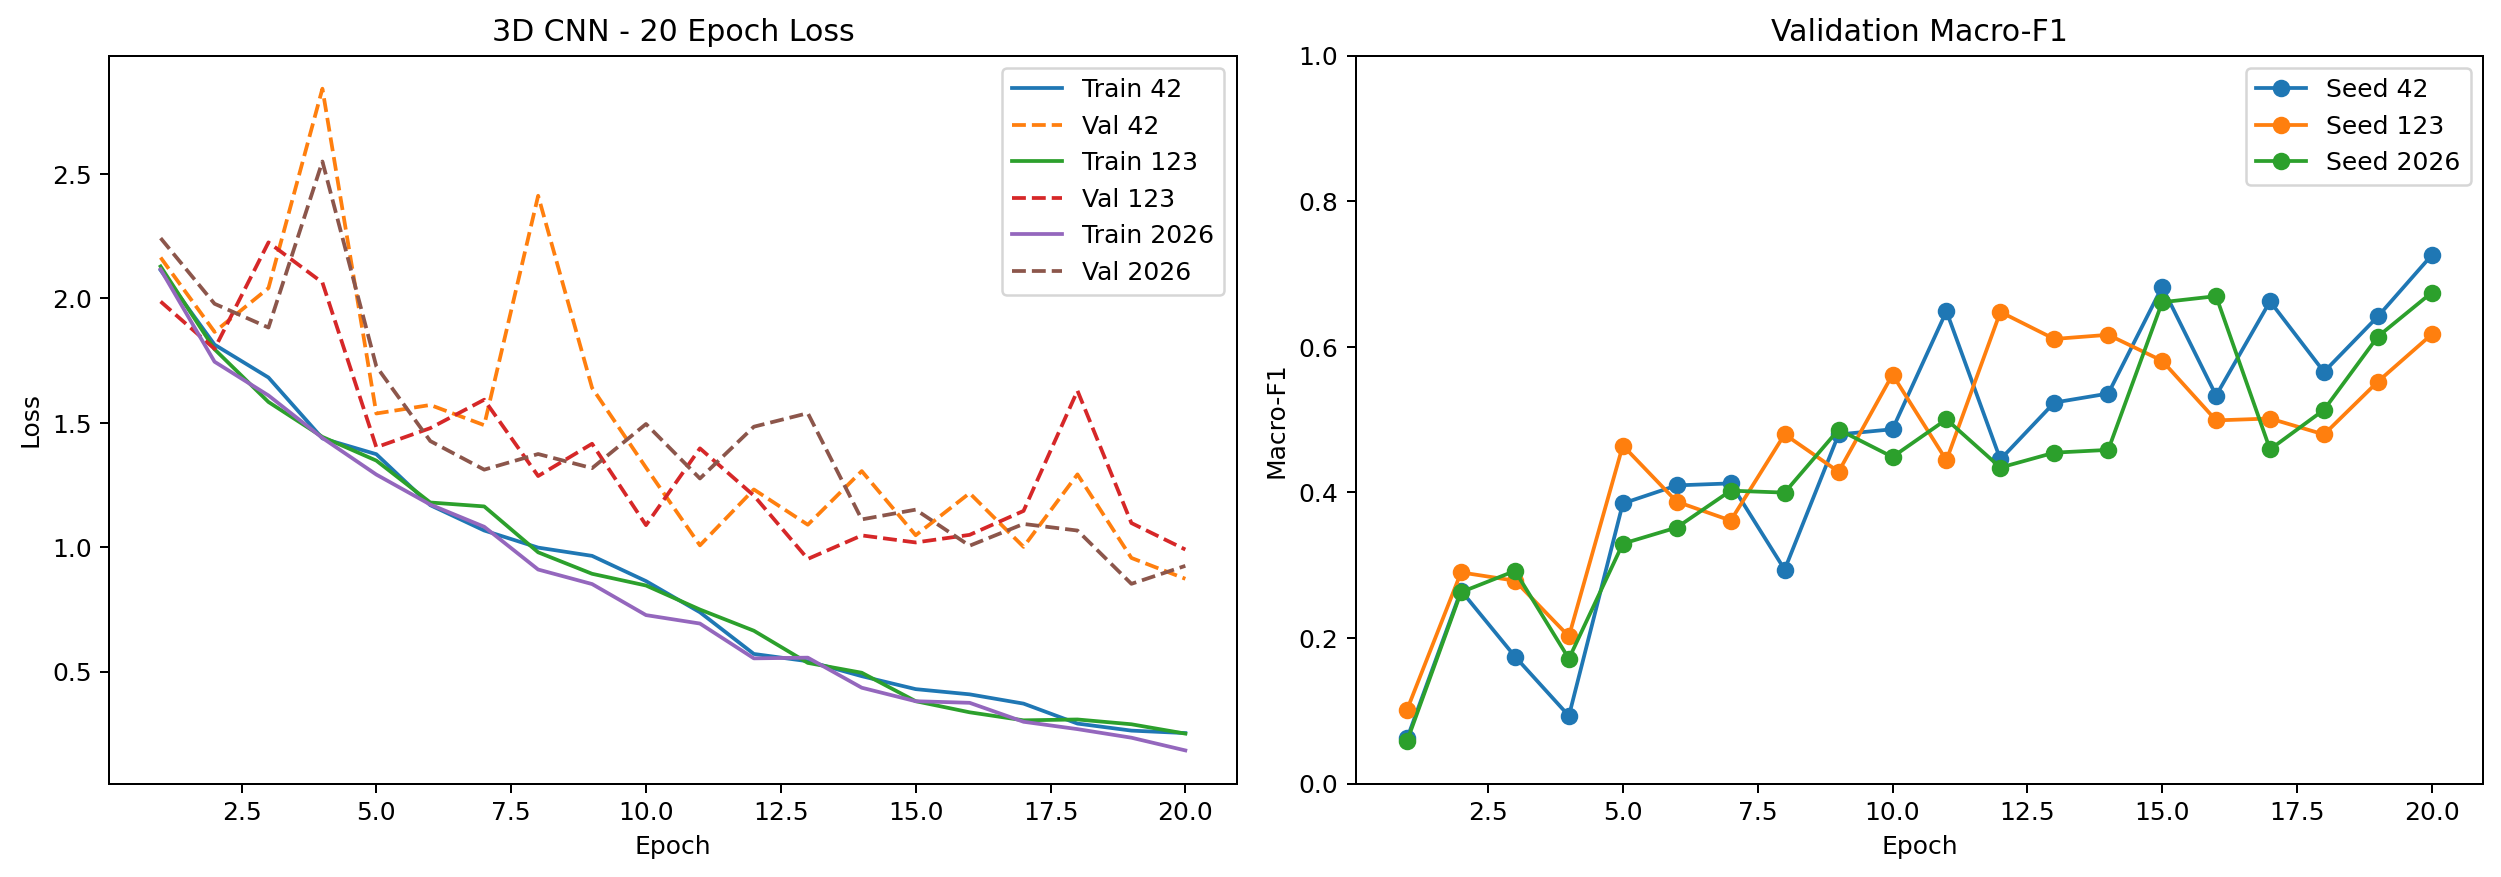 3D CNN - 20 Epoch Loss
Loss
2.5
2.0
1.5
1.0
0.5
2.5 5.0 7.5 10.0 12.5 15.0 17.5 20.0
Epoch
Train 42
Val 42
Train 123
Val 123
Train 2026
Val 2026
Validation Macro-F1
Macro-F1
1.0
0.8
0.6
0.4
0.2
0.0
2.5 5.0 7.5 10.0 12.5 15.0 17.5 20.0
Epoch
Seed 42
Seed 123
Seed 2026